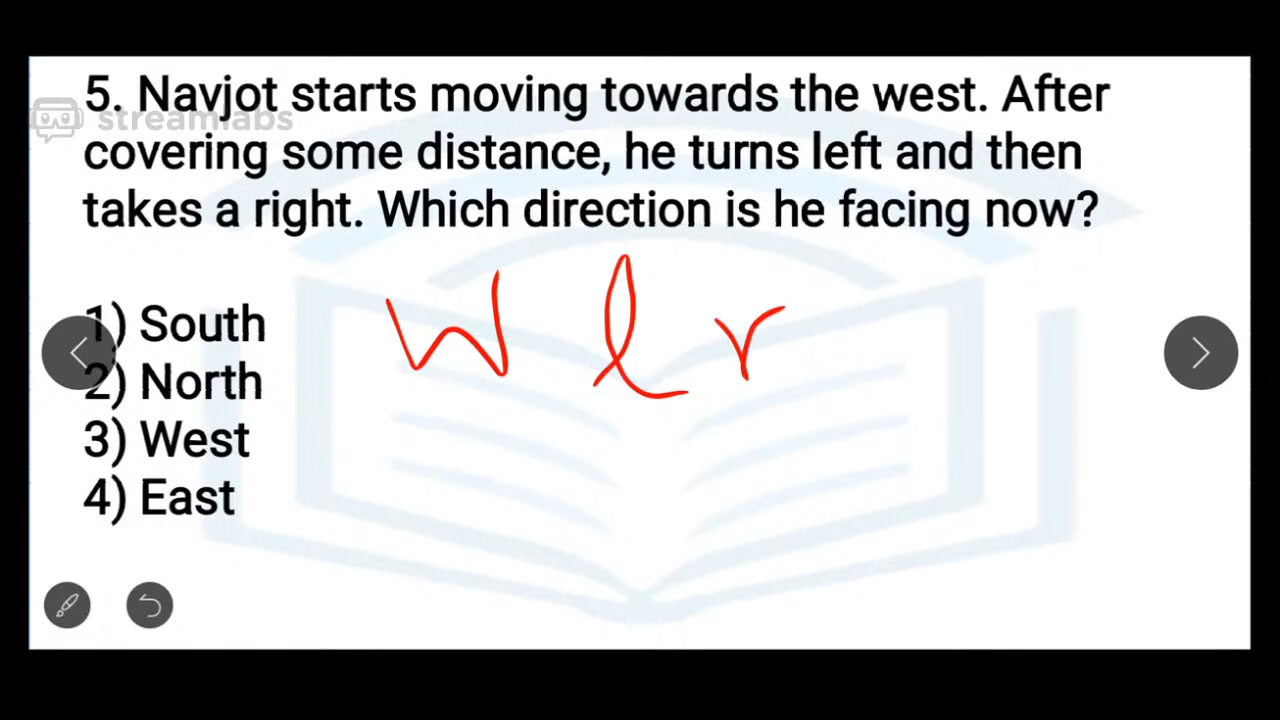 5. Navjot starts moving towards the west. After
streamlabs
covering some distance, he turns left and then
takes a right. Which direction is he facing now?
W l r
1) South
2) North
3) West
4) East